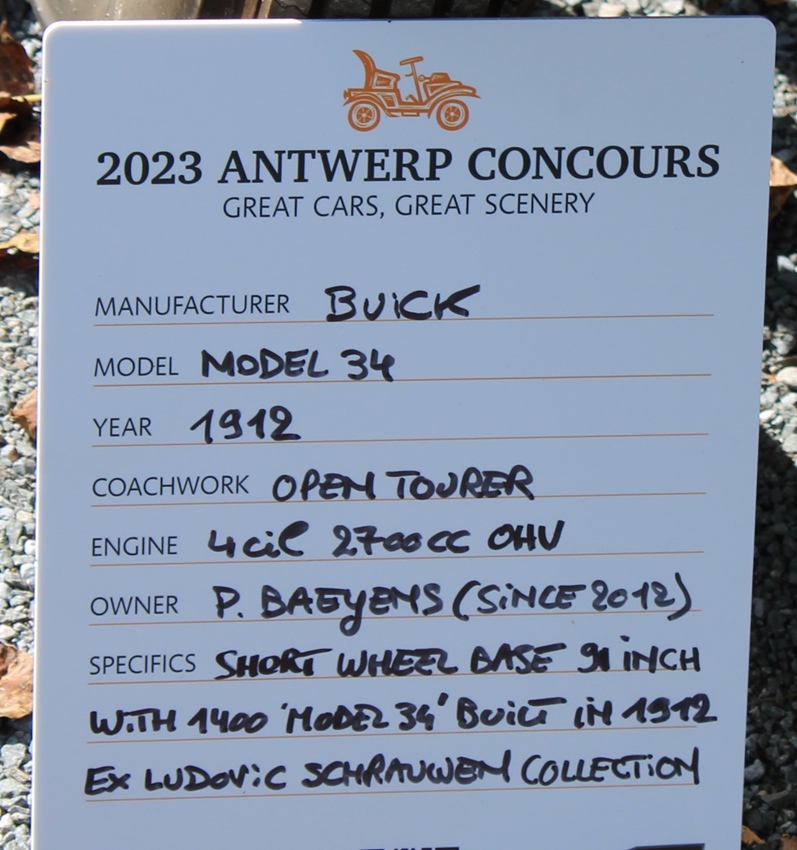 2023 ANTWERP CONCOURS
GREAT CARS, GREAT SCENERY
MANUFACTURER BUiCK
MODEL MODEL 34
YEAR 1912
COACHWORK OPEN TOURER
ENGINE 4 cil 2700cc OHV
OWNER P. BAEYENS (SiNCE 2012)
SPECIFICS SHORT WHEEL BASE 91 iNCH
WiTH 1400 'MODEL 34' BUiLT iN 1912
EX LUDOViC SCHRAUWEN COLLECTiON